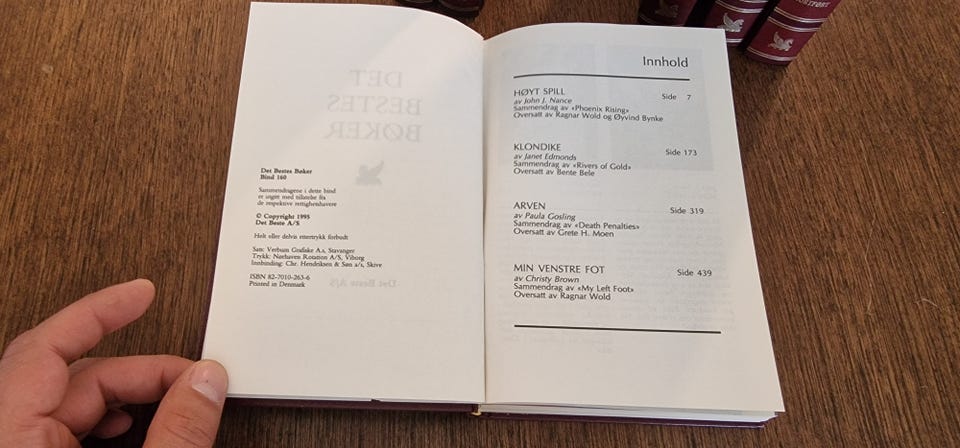 DET
BESTES
BØKER
Det Bestes Bøker
Bind 160
Sammendragene i dette bind
er inngått med tillatelse fra
de respektive rettighetshavere
© Copyright 1995
Det Beste A/S
Helt eller delvis ettertrykk forbudt
Sats: Verbum Grafiske A.s, Stavanger
Trykk: Nørhaven Rotation A/S, Viborg
Innbinding: Chr. Hendriksen & Søn a/s, Skive
ISBN 82-7010-263-6
Printed in Denmark
Det Beste A/S
Innhold
HØYT SPILL Side 7
av John J. Nance
Sammendrag av «Phoenix Rising»
Oversatt av Ragnar Wold og Øyvind Bynke
KLONDIKE Side 173
av Janet Edmonds
Sammendrag av «Rivers of Gold»
Oversatt av Bente Bele
ARVEN Side 319
av Paula Gosling
Sammendrag av «Death Penalties»
Oversatt av Grete H. Moen
MIN VENSTRE FOT Side 439
av Christy Brown
Sammendrag av «My Left Foot»
Oversatt av Ragnar Wold